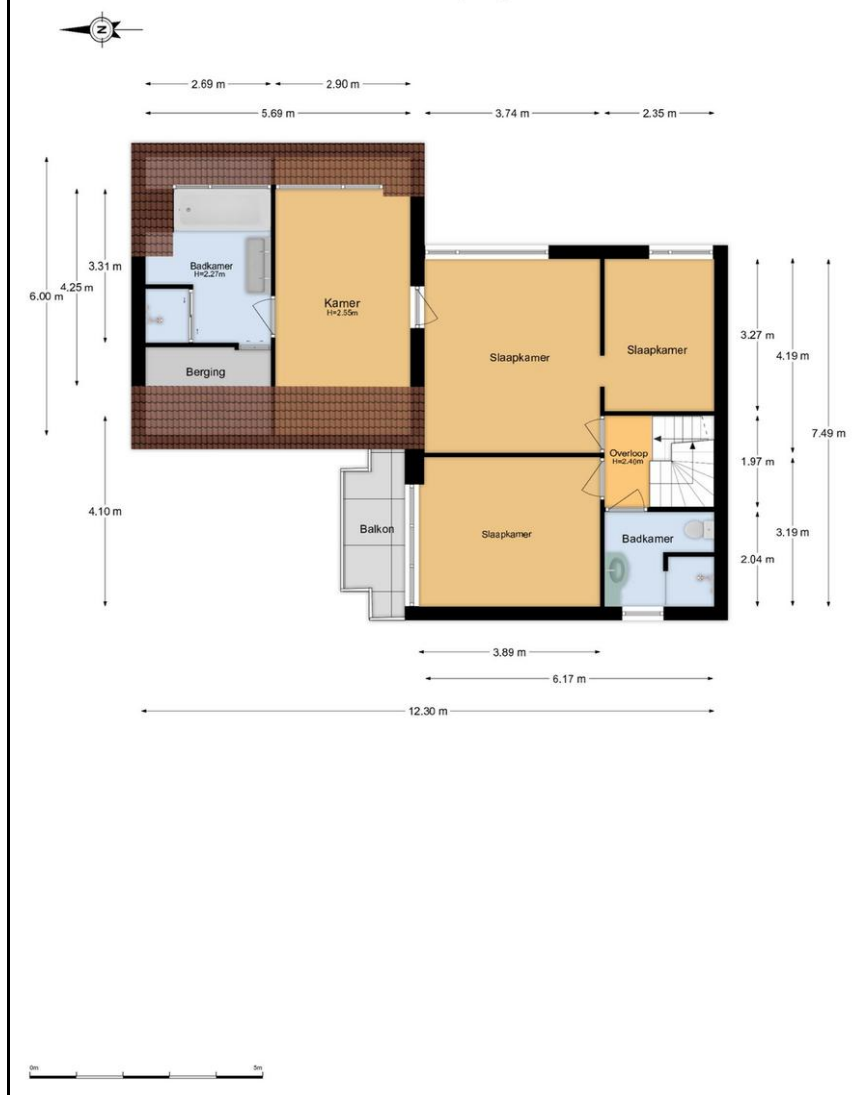 N
2.69 m
2.90 m
5.69 m
3.74 m
2.35 m
6.00 m
4.25 m
3.31 m
4.10 m
Badkamer
H=2.27m
Kamer
H=2.55m
Berging
Slaapkamer
Slaapkamer
Overloop
H=2.40m
Slaapkamer
Badkamer
Balkon
3.27 m
4.19 m
7.49 m
1.97 m
3.19 m
2.04 m
3.89 m
6.17 m
12.30 m
0m
5m